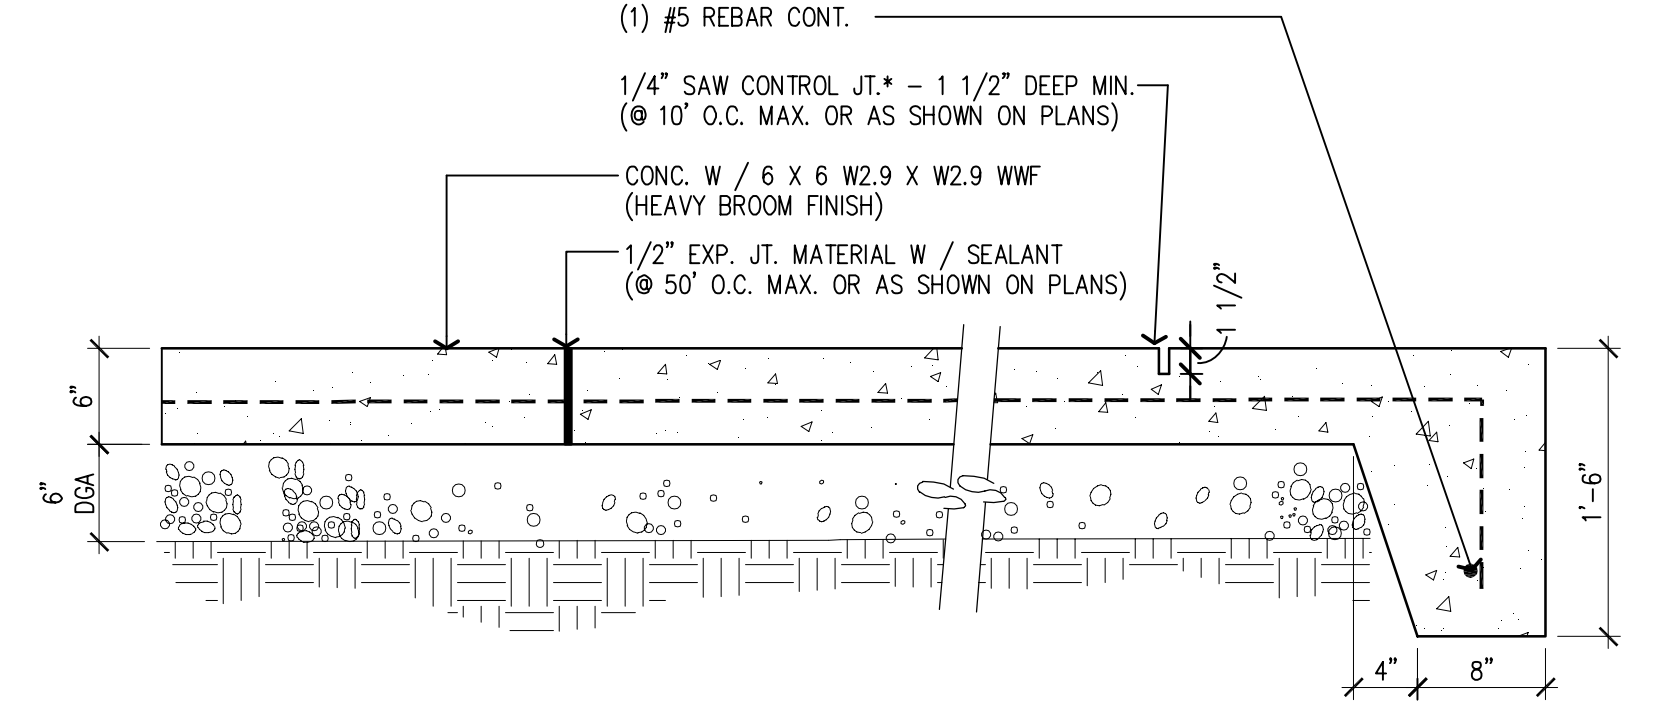 (1) #5 REBAR CONT.
1/4" SAW CONTROL JT.* - 1 1/2" DEEP MIN.
(@ 10' O.C. MAX. OR AS SHOWN ON PLANS)
CONC. W / 6 X 6 W2.9 X W2.9 WWF
(HEAVY BROOM FINISH)
1/2" EXP. JT. MATERIAL W / SEALANT
(@ 50' O.C. MAX. OR AS SHOWN ON PLANS)
1 1/2"
6"
6"
DGA
1'-6"
4"
8"